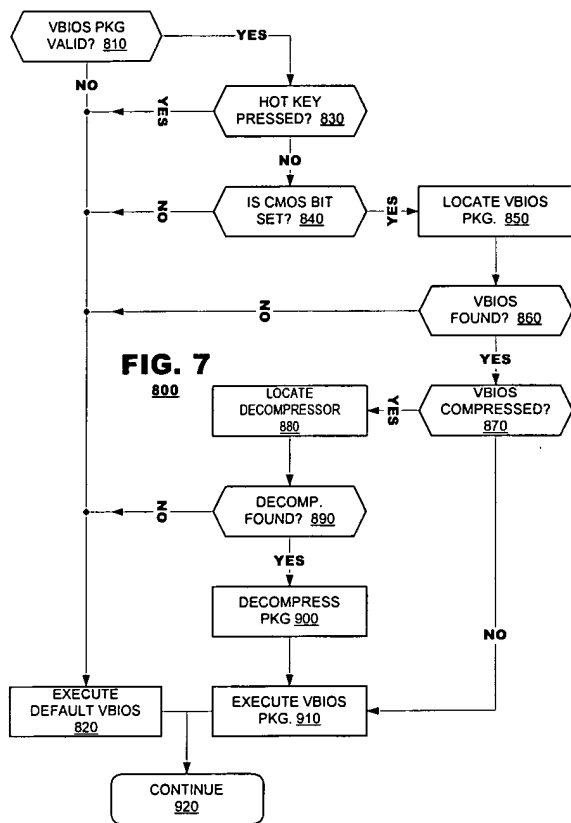 VBIOS PKG
VALID? 810
YES
NO
HOT KEY
PRESSED? 830
YES
NO
IS CMOS BIT
SET? 840
NO
YES
LOCATE VBIOS
PKG. 850
VBIOS
FOUND? 860
NO
YES
FIG. 7
800
LOCATE
DECOMPRESSOR
880
YES
VBIOS
COMPRESSED?
870
DECOMP.
FOUND? 890
NO
YES
DECOMPRESS
PKG 900
NO
EXECUTE
DEFAULT VBIOS
820
EXECUTE VBIOS
PKG. 910
CONTINUE
920